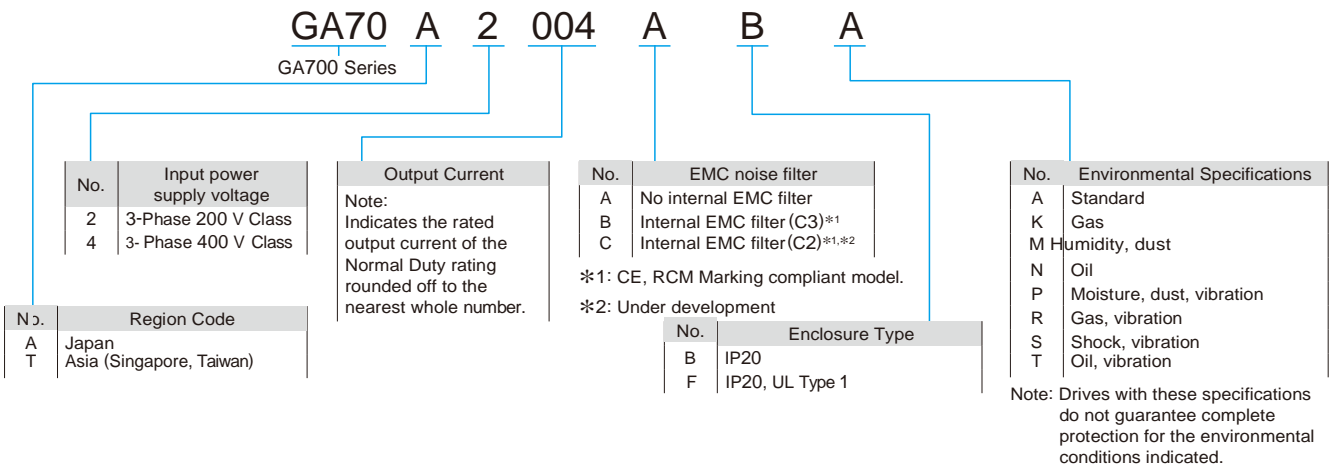 GA70 A 2 004 A B A
GA700 Series
No. Input power supply voltage
2 3-Phase 200 V Class
4 3- Phase 400 V Class
Output Current
Note:
Indicates the rated
output current of the
Normal Duty rating
rounded off to the
nearest whole number.
No. EMC noise filter
A No internal EMC filter
B Internal EMC filter (C3)*1
C Internal EMC filter (C2)*1,*2
*1: CE, RCM Marking compliant model.
*2: Under development
No. Environmental Specifications
A Standard
K Gas
M Humidity, dust
N Oil
P Moisture, dust, vibration
R Gas, vibration
S Shock, vibration
T Oil, vibration
Note: Drives with these specifications
do not guarantee complete
protection for the environmental
conditions indicated.
No. Region Code
A Japan
T Asia (Singapore, Taiwan)
No. Enclosure Type
B IP20
F IP20, UL Type 1